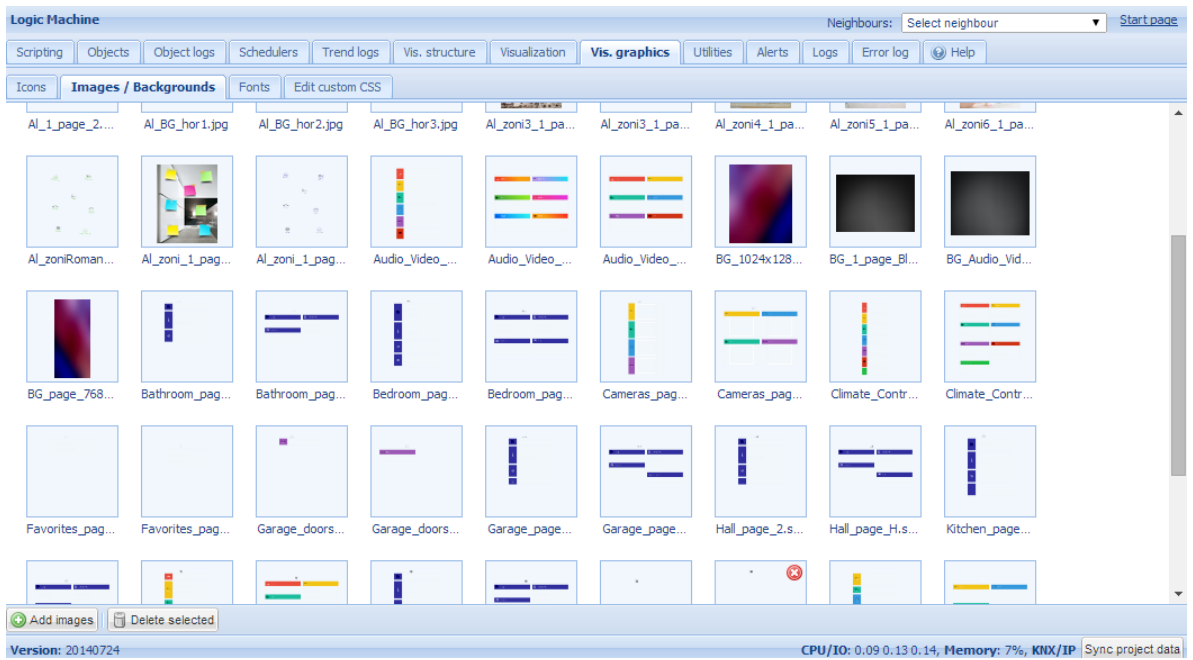 Logic Machine
Neighbours: Select neighbour Start page
Scripting Objects Object logs Schedulers Trend logs Vis. structure Visualization Vis. graphics Utilities Alerts Logs Error log Help
Icons Images / Backgrounds Fonts Edit custom CSS
Al_1_page_2.... Al_BG_hor1.jpg Al_BG_hor2.jpg Al_BG_hor3.jpg Al_zoni3_1_pa... Al_zoni3_1_pa... Al_zoni4_1_pa... Al_zoni5_1_pa... Al_zoni6_1_pa...
Al_zoniRoman... Al_zoni_1_pag... Al_zoni_1_pag... Audio_Video_... Audio_Video_... Audio_Video_... BG_1024x128... BG_1_page_Bl... BG_Audio_Vid...
BG_page_768... Bathroom_pag... Bathroom_pag... Bedroom_pag... Bedroom_pag... Cameras_pag... Cameras_pag... Climate_Contr... Climate_Contr...
Favorites_pag... Favorites_pag... Garage_doors... Garage_doors... Garage_page... Garage_page... Hall_page_2.s... Hall_page_H.s... Kitchen_page...
Add images Delete selected
Version: 20140724 CPU/IO: 0.09 0.13 0.14, Memory: 7%, KNX/IP Sync project data